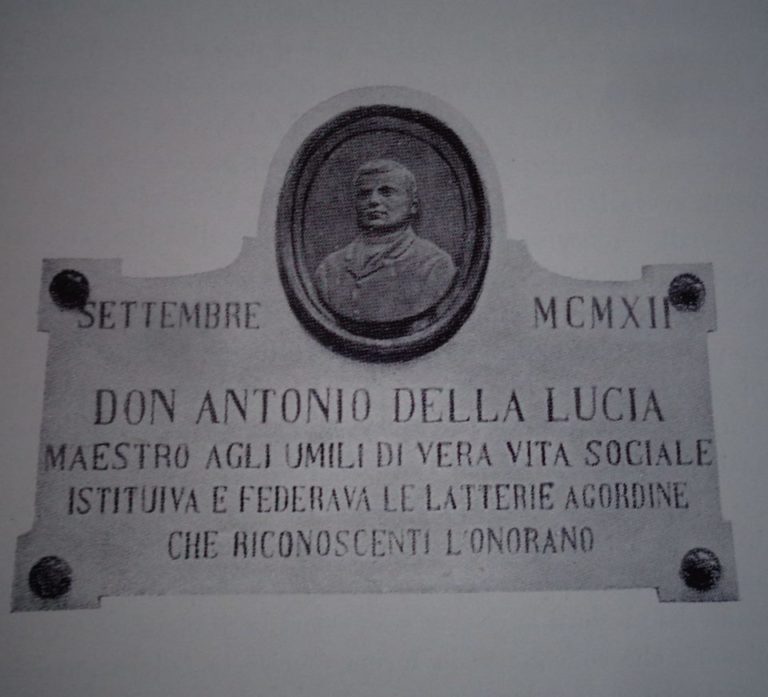 SETTEMBRE MCMXII
DON ANTONIO DELLA LUCIA
MAESTRO AGLI UMILI DI VERA VITA SOCIALE
ISTITUIVA E FEDERAVA LE LATTERIE AGORDINE
CHE RICONOSCENTI L'ONORANO